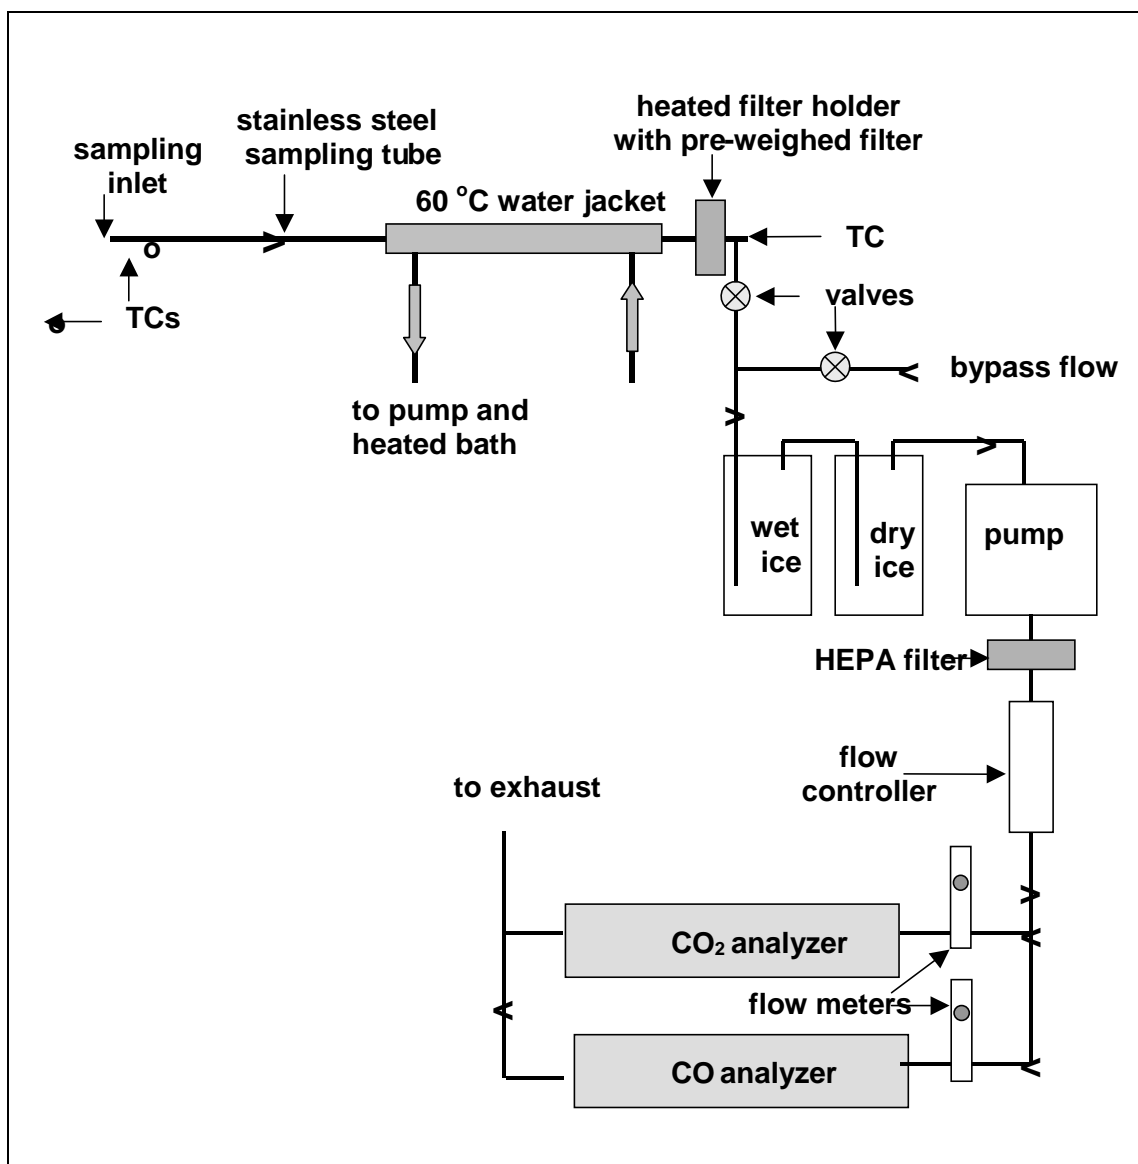 heated filter holder
with pre-weighed filter
stainless steel
sampling tube
sampling
inlet
60 °C water jacket
TC
TCs
valves
bypass flow
to pump and
heated bath
wet
ice
dry
ice
pump
HEPA filter
flow
controller
to exhaust
CO₂ analyzer
flow meters
CO analyzer